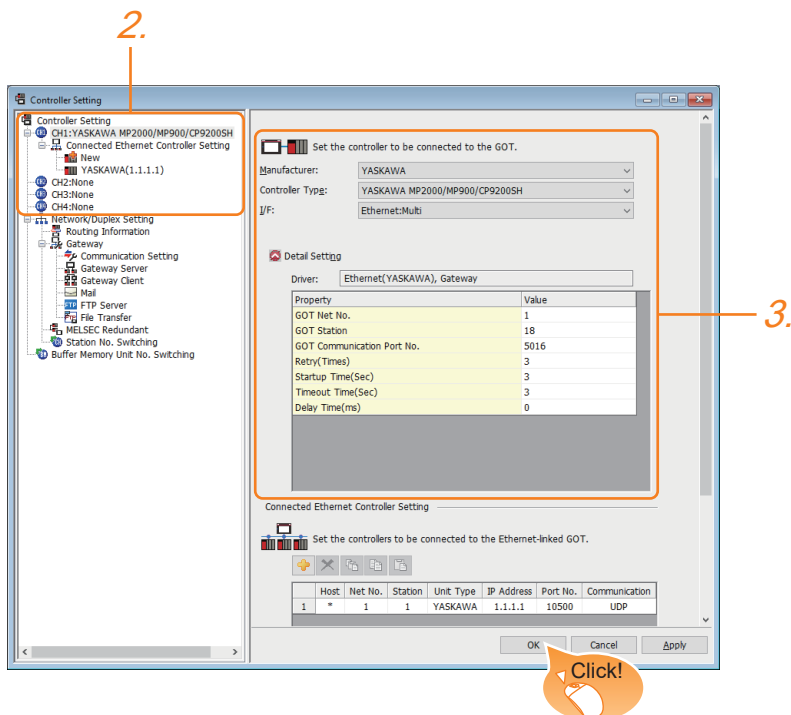 2.
Controller Setting
Controller Setting
CH1:YASKAWA MP2000/MP900/CP9200SH
Connected Ethernet Controller Setting
New
YASKAWA(1.1.1.1)
CH2:None
CH3:None
CH4:None
Network/Duplex Setting
Routing Information
Gateway
Communication Setting
Gateway Server
Gateway Client
Mail
FTP Server
File Transfer
MELSEC Redundant
Station No. Switching
Buffer Memory Unit No. Switching
Set the controller to be connected to the GOT.
Manufacturer: YASKAWA
Controller Type: YASKAWA MP2000/MP900/CP9200SH
I/F: Ethernet:Multi
Detail Setting
Driver: Ethernet(YASKAWA), Gateway
Property Value
GOT Net No. 1
GOT Station 18
GOT Communication Port No. 5016
Retry(Times) 3
Startup Time(Sec) 3
Timeout Time(Sec) 3
Delay Time(ms) 0
3.
Connected Ethernet Controller Setting
Set the controllers to be connected to the Ethernet-linked GOT.
Host Net No. Station Unit Type IP Address Port No. Communication
1 * 1 1 YASKAWA 1.1.1.1 10500 UDP
OK Cancel Apply
Click!